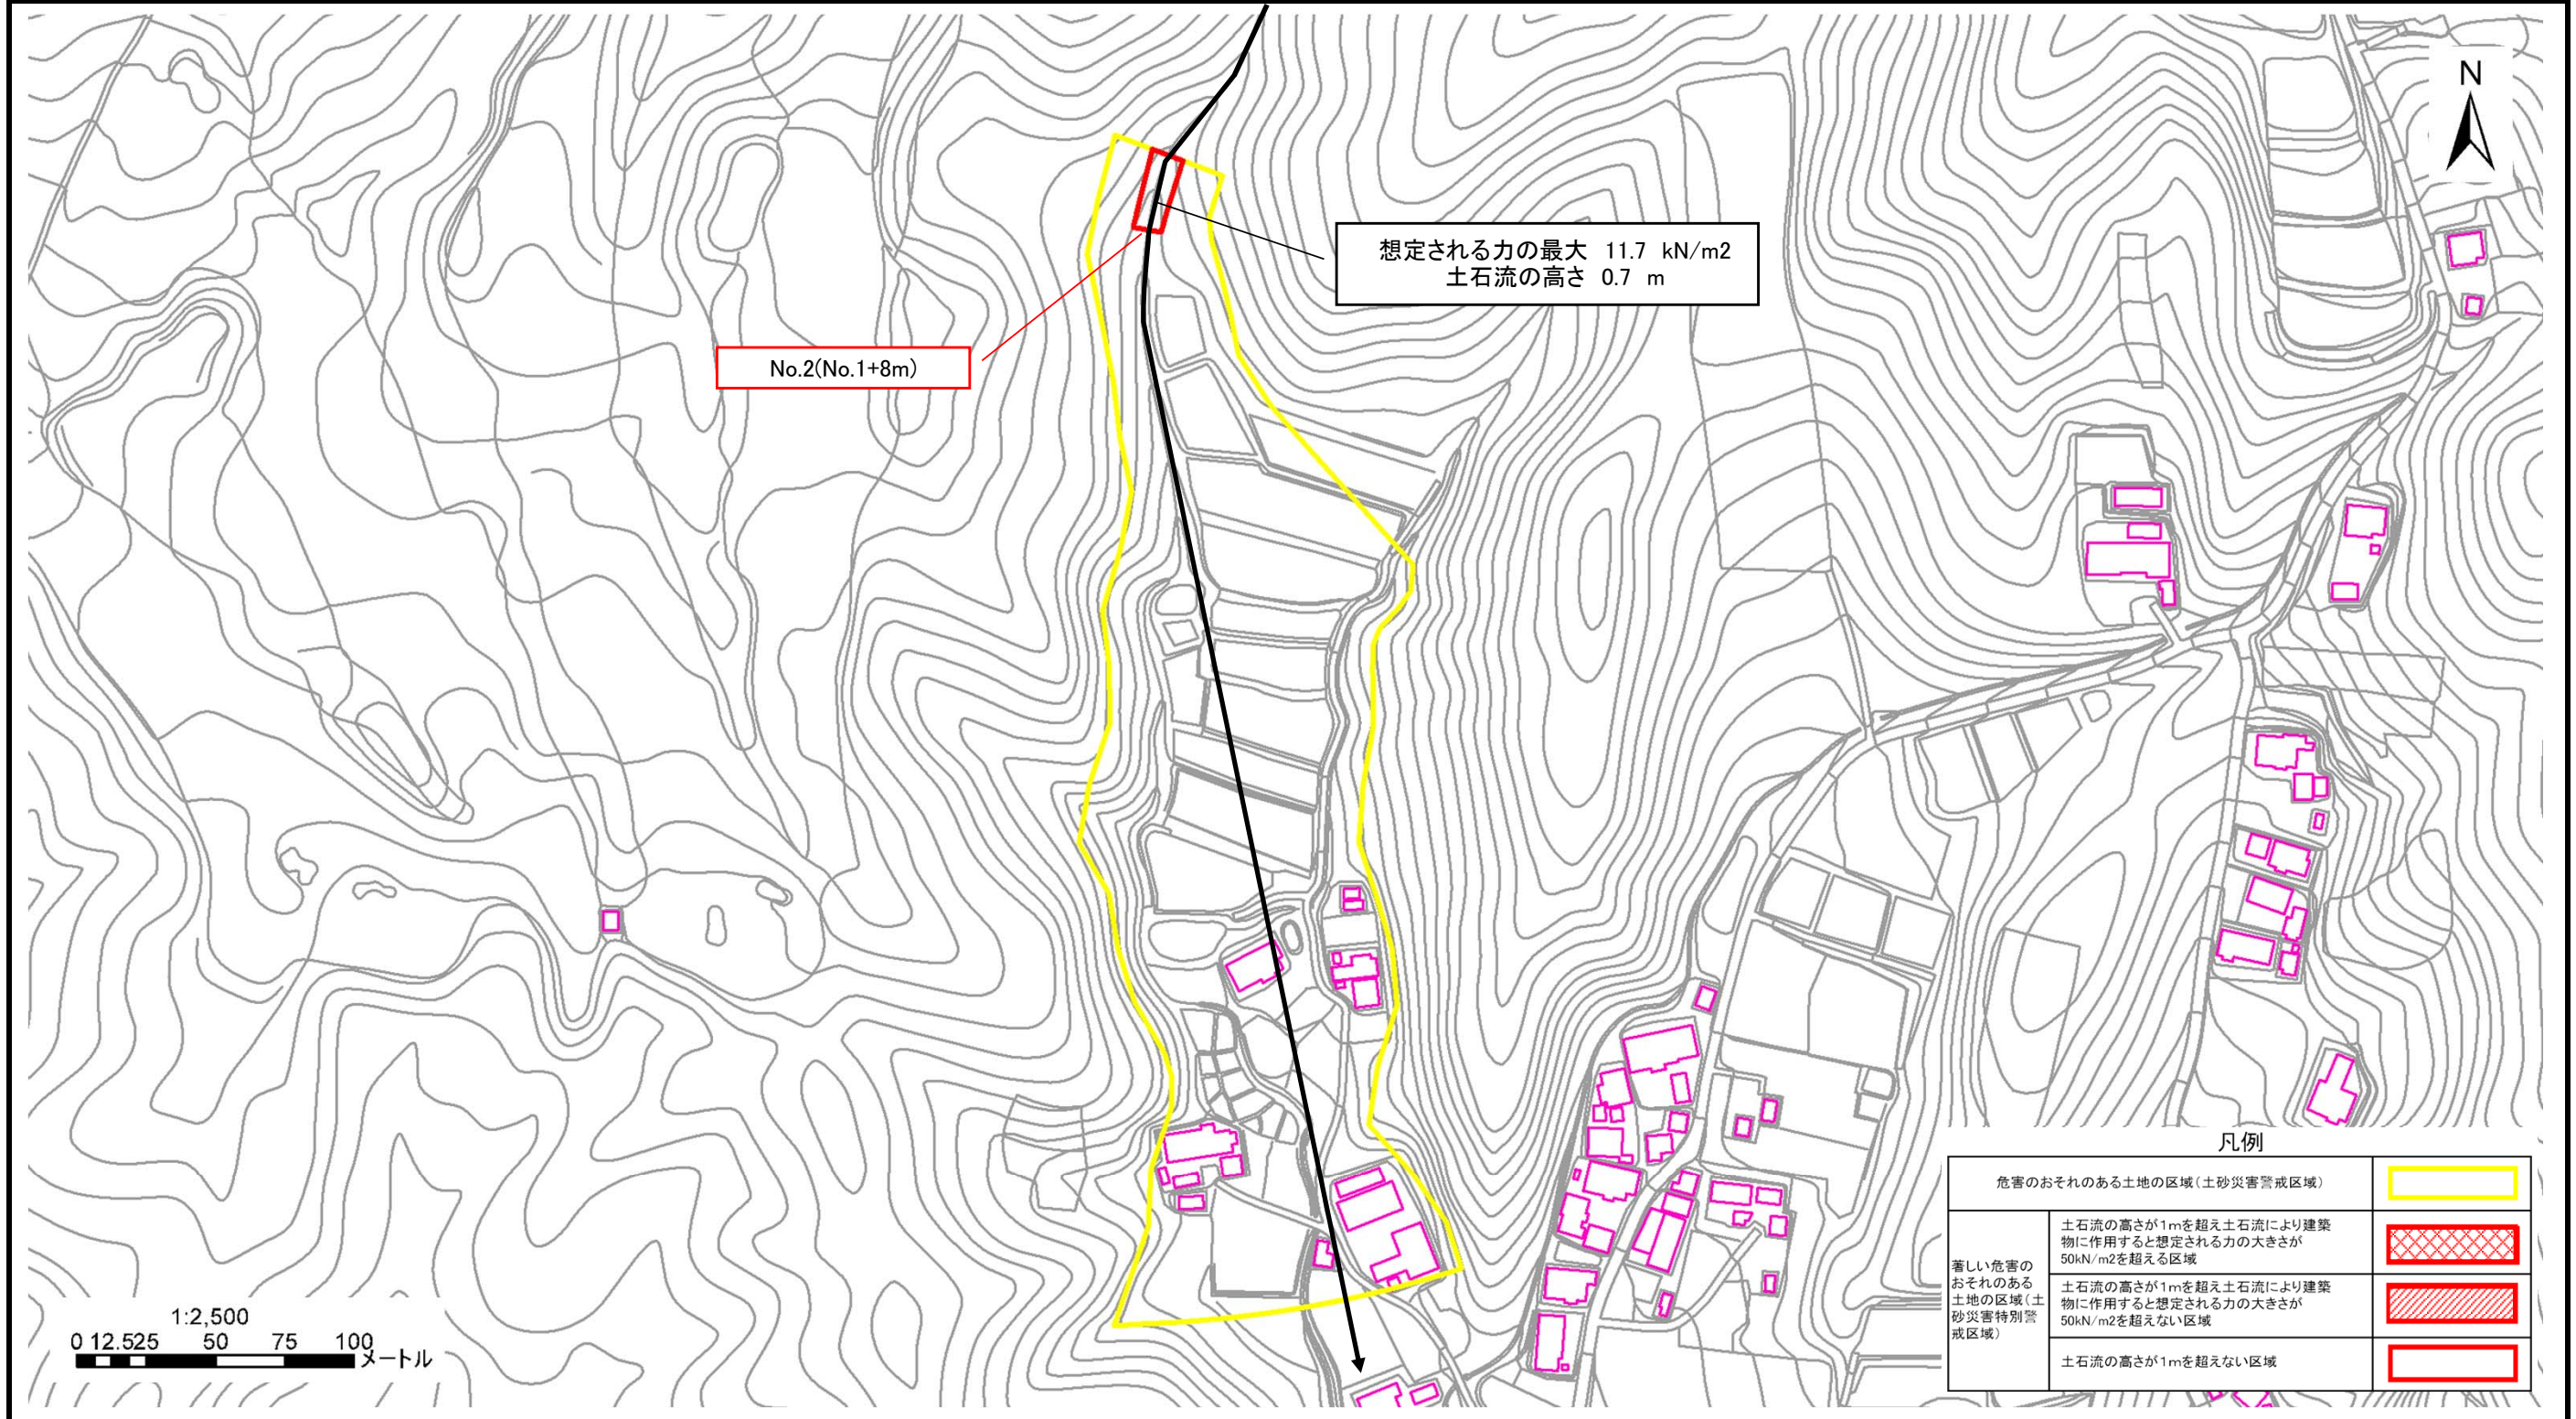 N
想定される力の最大 11.7 kN/m2
土石流の高さ 0.7 m
No.2(No.1+8m)
凡例
危害のおそれのある土地の区域(土砂災害警戒区域)
著しい危害の
おそれのある
土地の区域(土
砂災害特別警
戒区域)
土石流の高さが1mを超え土石流により建築
物に作用すると想定される力の大きさが
50kN/m2を超える区域
土石流の高さが1mを超え土石流により建築
物に作用すると想定される力の大きさが
50kN/m2を超えない区域
土石流の高さが1mを超えない区域
1:2,500
0 12.525 50 75 100
メートル